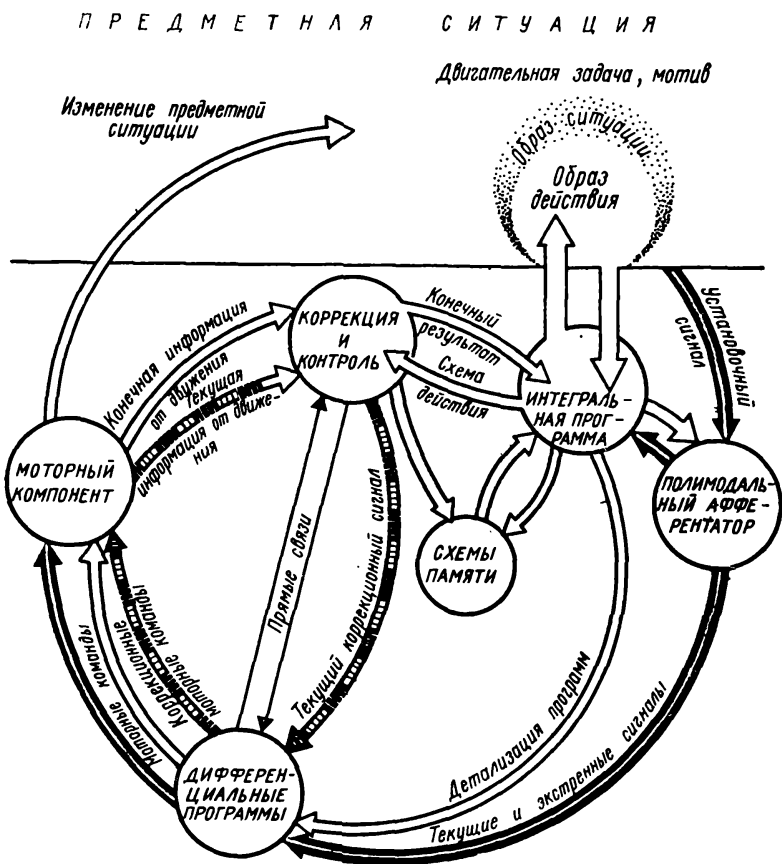 ПРЕДМЕТНАЯ СИТУАЦИЯ
Двигательная задача, мотив
Изменение предметной
ситуации
Образ ситуации
Образ
действия
Установочный
сигнал
Конечная информация
от движения
Текущая
информация от движе-
ния
КОРРЕКЦИЯ
И
КОНТРОЛЬ
Конечный
результат
Схема
действия
ИНТЕГРАЛЬ-
НАЯ ПРОГ-
РАММА
МОТОРНЫЙ
КОМПОНЕНТ
ПОЛИМОДАЛЬ-
НЫЙ АФФЕ-
РЕНТАТОР
СХЕМЫ
ПАМЯТИ
Прямые связи
Текущий коррекционный сигнал
Моторные команды
Коррекционные
моторные команды
Детализация программ
Текущие и экстренные сигналы
ДИФФЕРЕН-
ЦИАЛЬНЫЕ
ПРОГРАММЫ